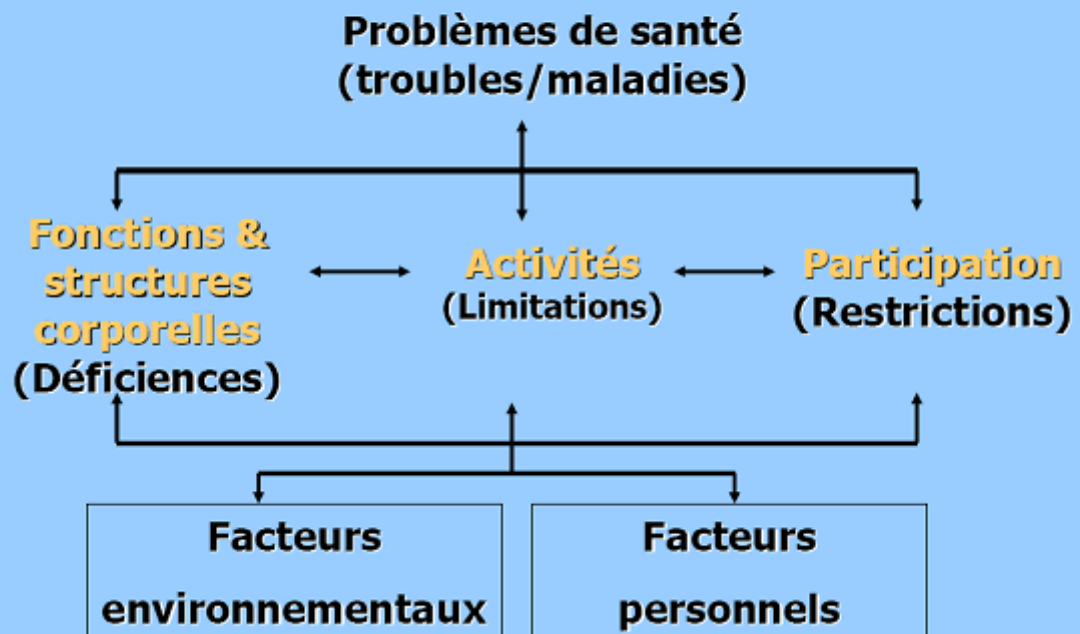 Problèmes de santé
(troubles/maladies)
Fonctions &
structures
corporelles
(Déficiences)
Activités
(Limitations)
Participation
(Restrictions)
Facteurs
environnementaux
Facteurs
personnels